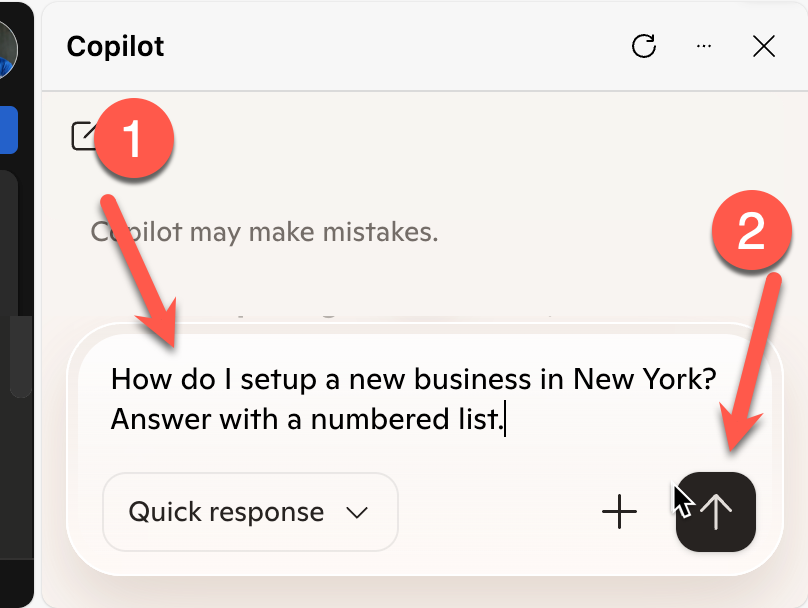 Copilot
1
Copilot may make mistakes.
2
How do I setup a new business in New York?
Answer with a numbered list.
Quick response